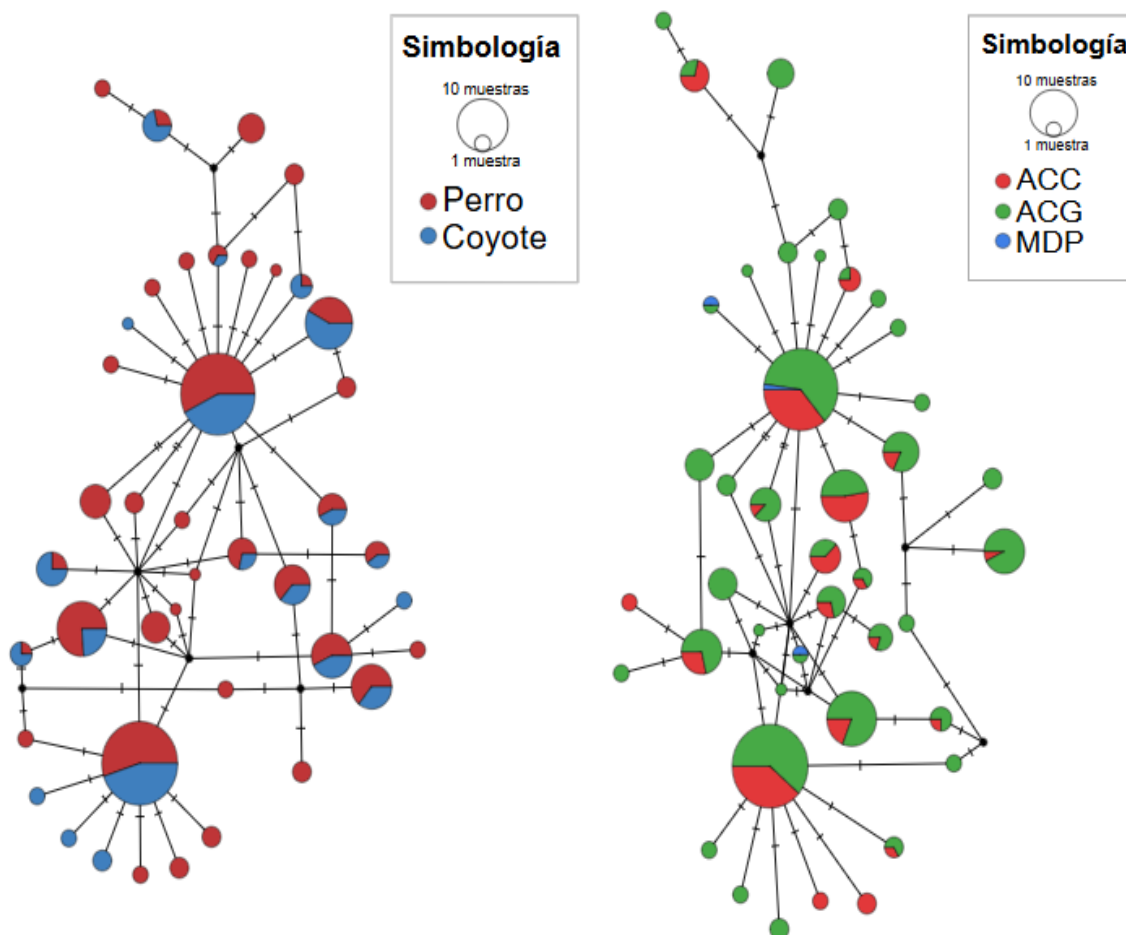 Simbología
10 muestras
1 muestra
Perro
Coyote
Simbología
10 muestras
1 muestra
ACC
ACG
MDP